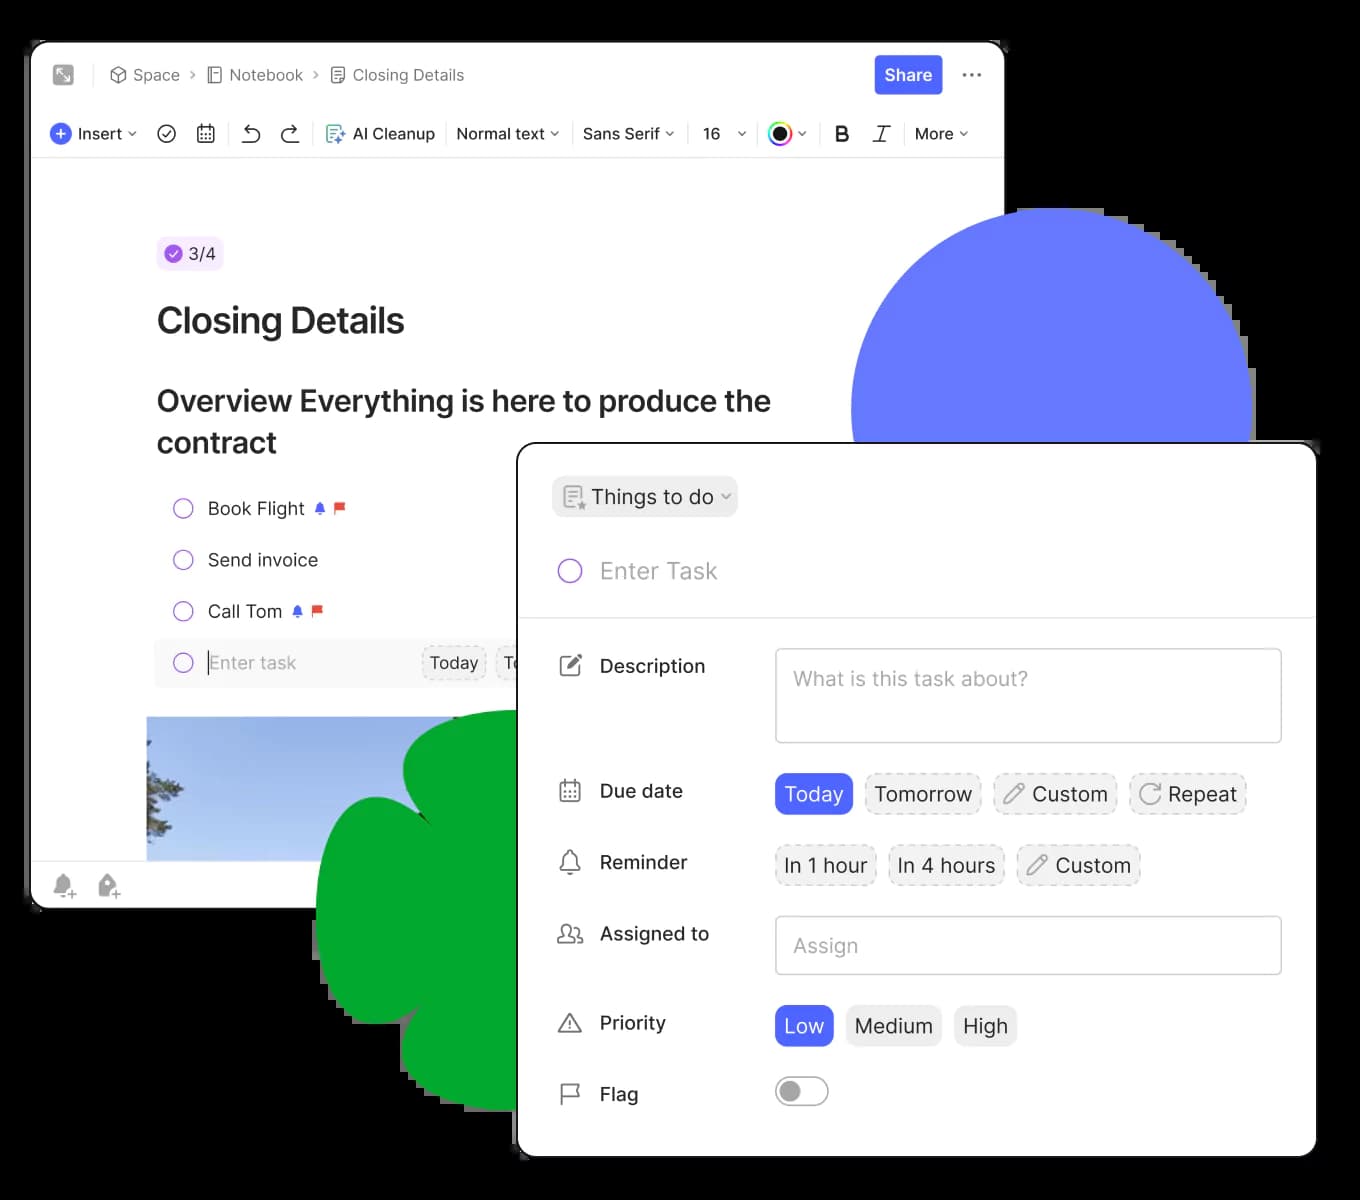 Space > Notebook > Closing Details
Share
Insert
AI Cleanup
Normal text
Sans Serif
16
B I
More
3/4
Closing Details
Overview Everything is here to produce the
contract
Book Flight
Send invoice
Call Tom
Enter task
Today
Things to do
Enter Task
Description
What is this task about?
Due date
Today Tomorrow Custom Repeat
Reminder
In 1 hour In 4 hours Custom
Assigned to
Assign
Priority
Low Medium High
Flag